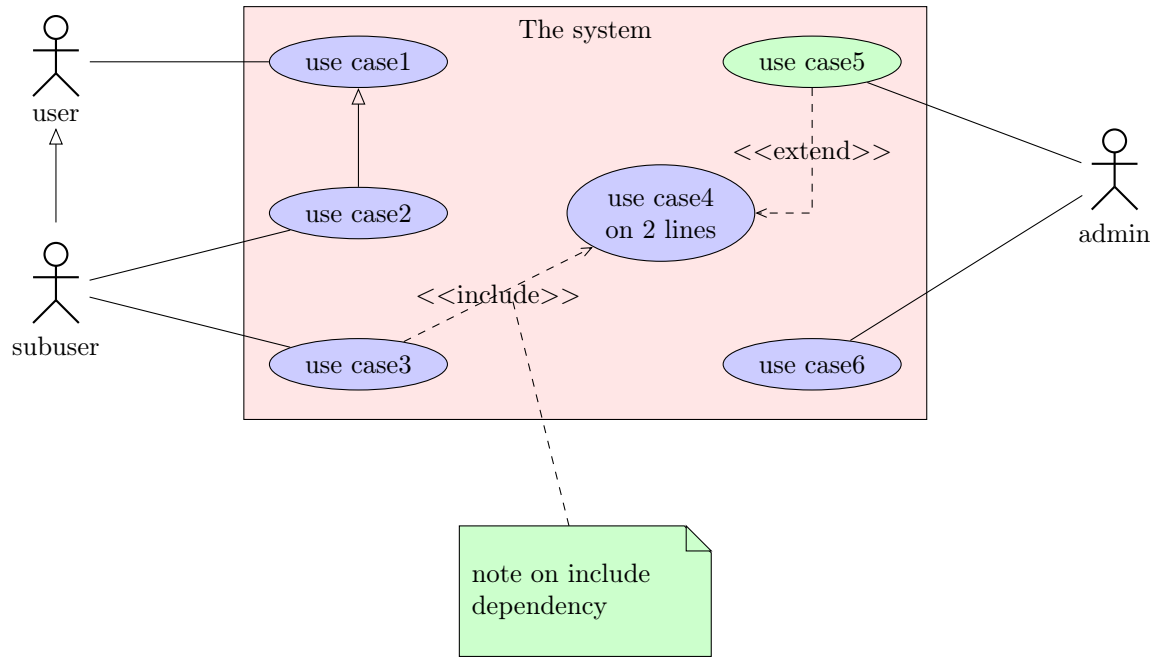 The system
user
use case1
use case5
<<extend>>
use case2
use case4
on 2 lines
admin
<<include>>
subuser
use case3
use case6
note on include
dependency